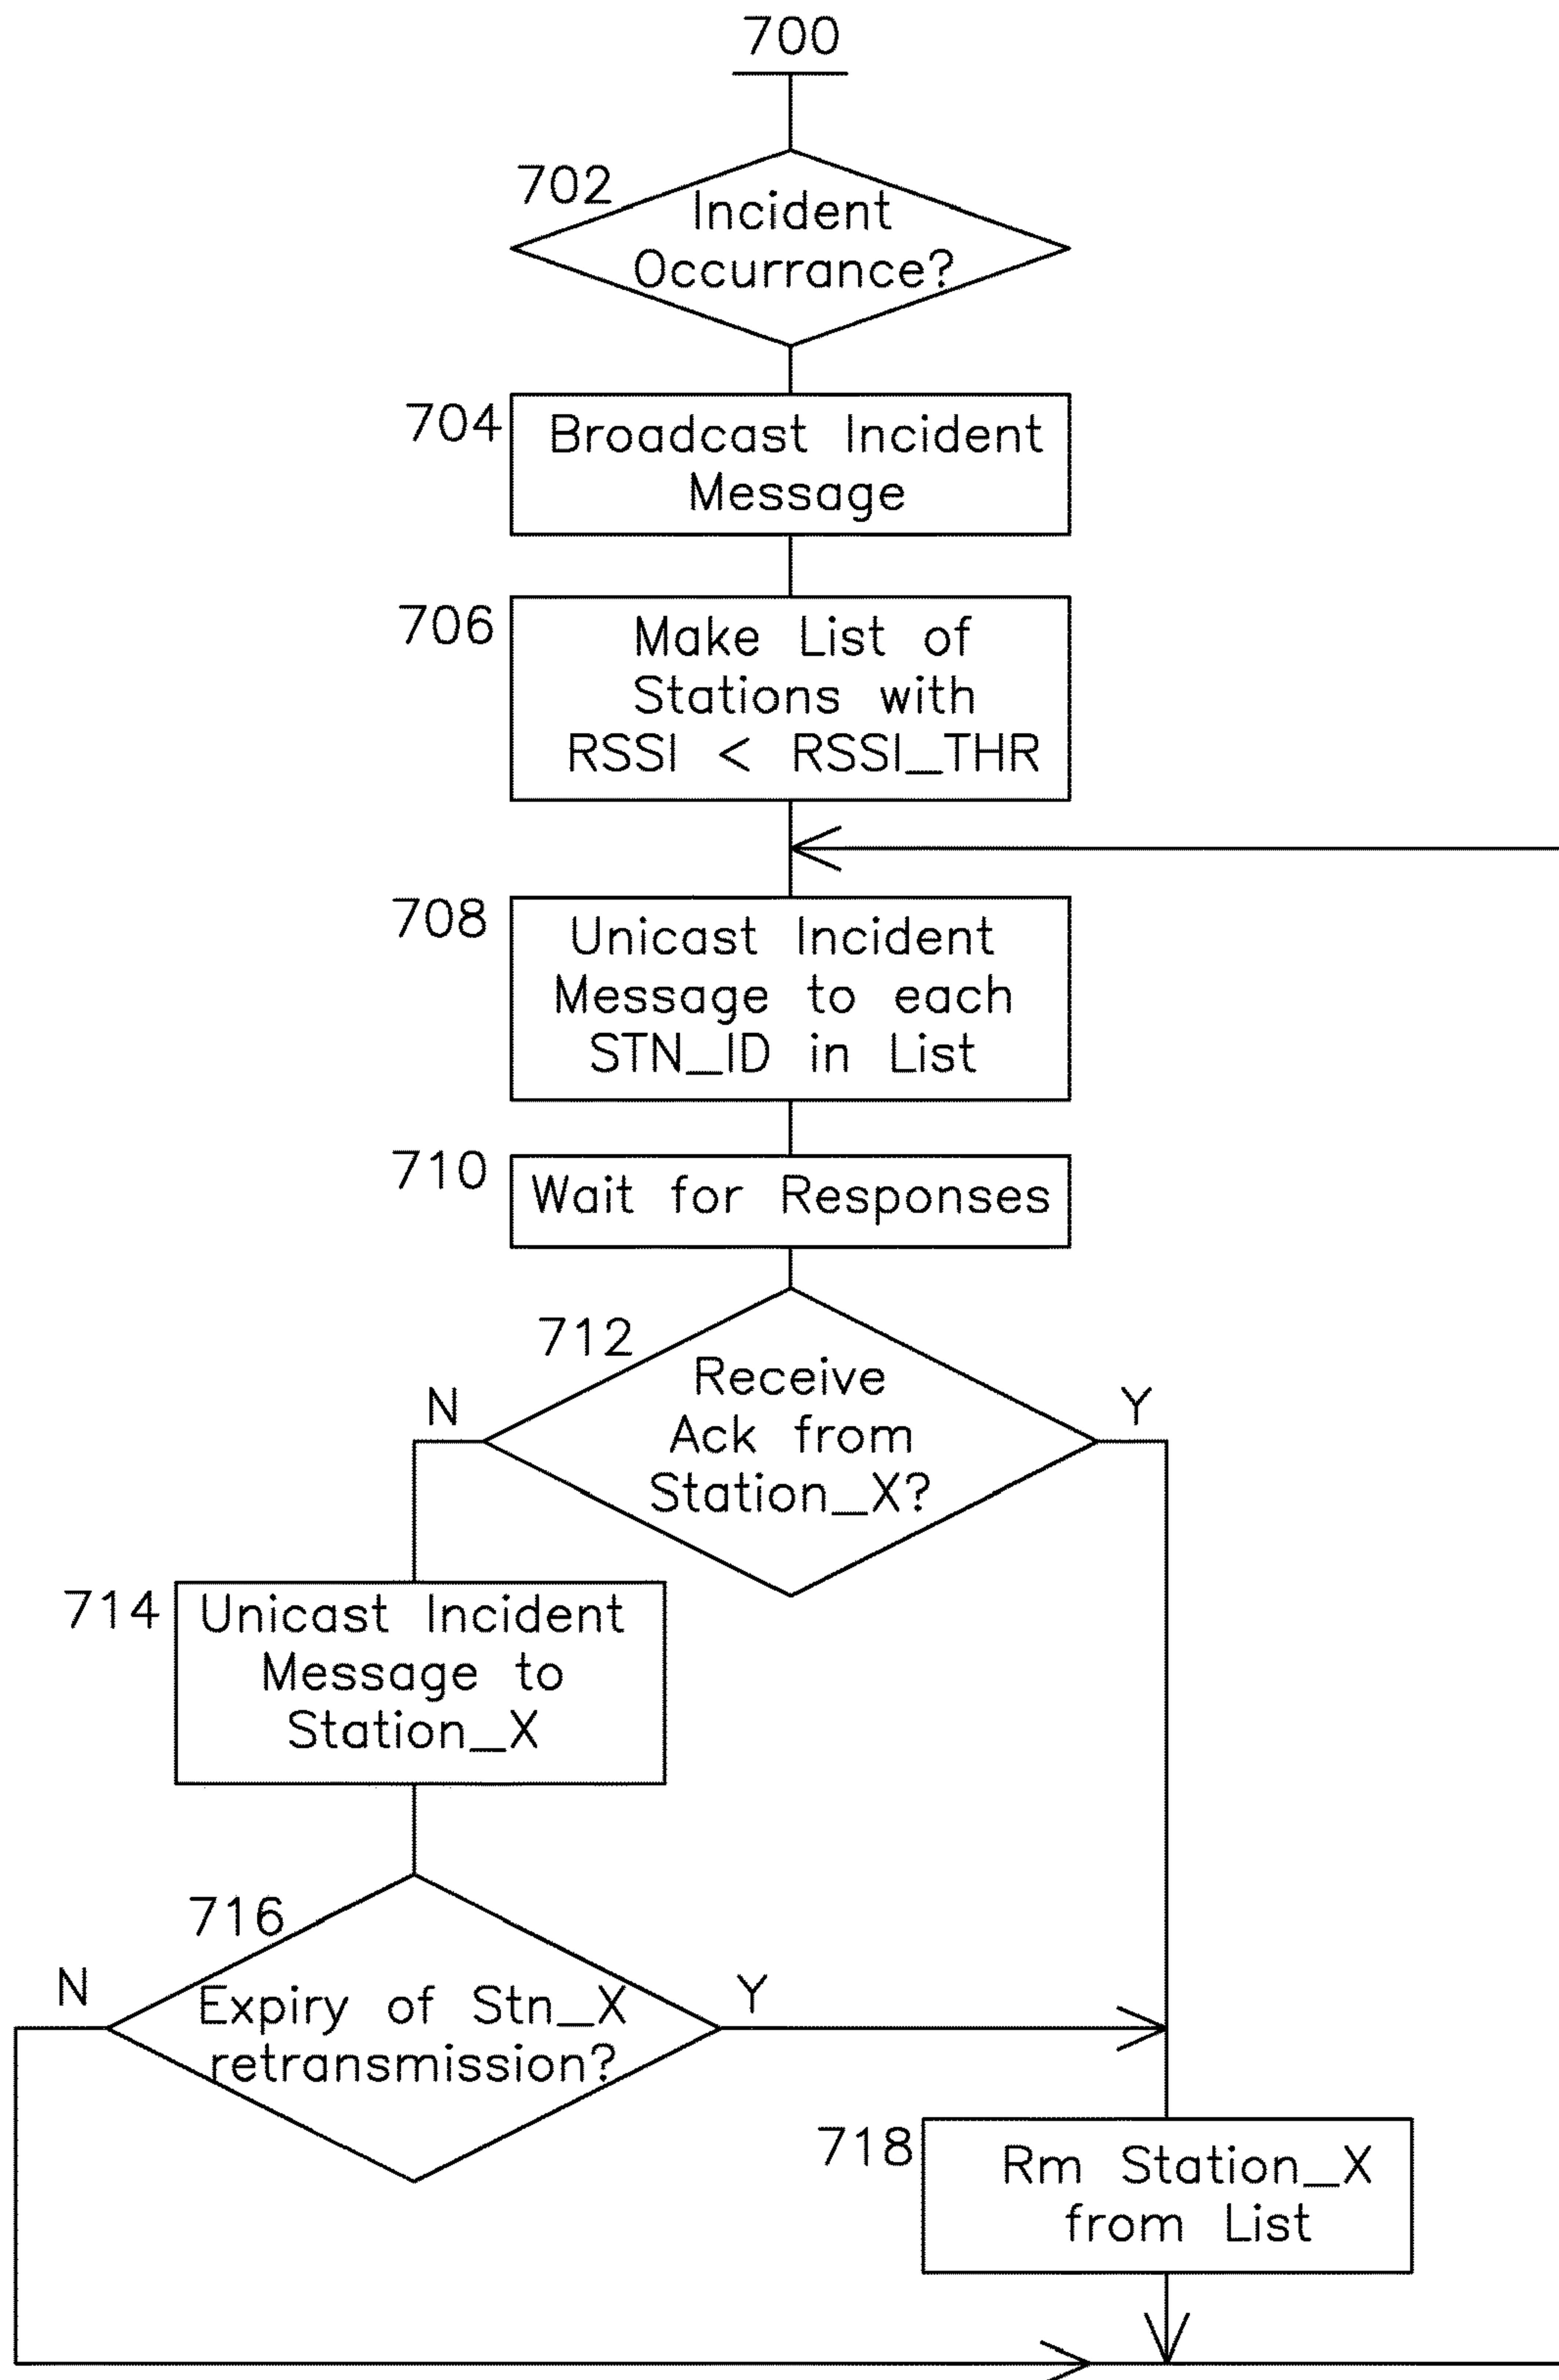 700
702
Incident
Occurrance?
704
Broadcast Incident
Message
706
Make List of
Stations with
RSSI < RSSI_THR
708
Unicast Incident
Message to each
STN_ID in List
710
Wait for Responses
712
Receive
Ack from
Station_X?
N
Y
714
Unicast Incident
Message to
Station_X
716
Expiry of Stn_X
retransmission?
N
Y
718
Rm Station_X
from List